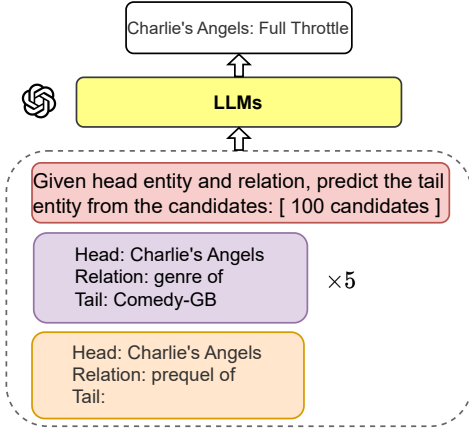 Charlie's Angels: Full Throttle
LLMs
Given head entity and relation, predict the tail
entity from the candidates: [ 100 candidates ]
Head: Charlie's Angels
Relation: genre of
Tail: Comedy-GB
×5
Head: Charlie's Angels
Relation: prequel of
Tail: